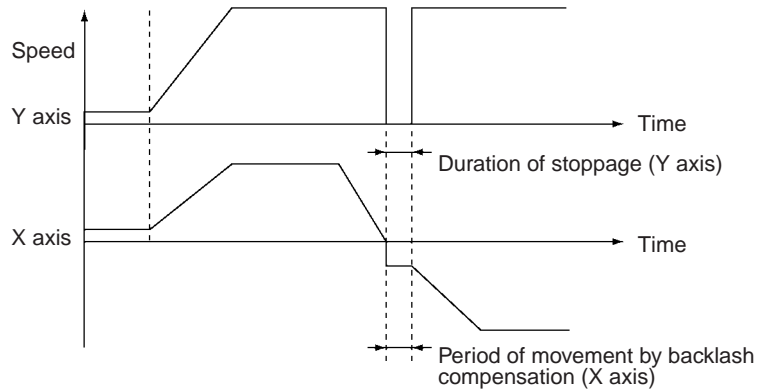 Speed
Y axis
Time
Duration of stoppage (Y axis)
X axis
Time
Period of movement by backlash
compensation (X axis)